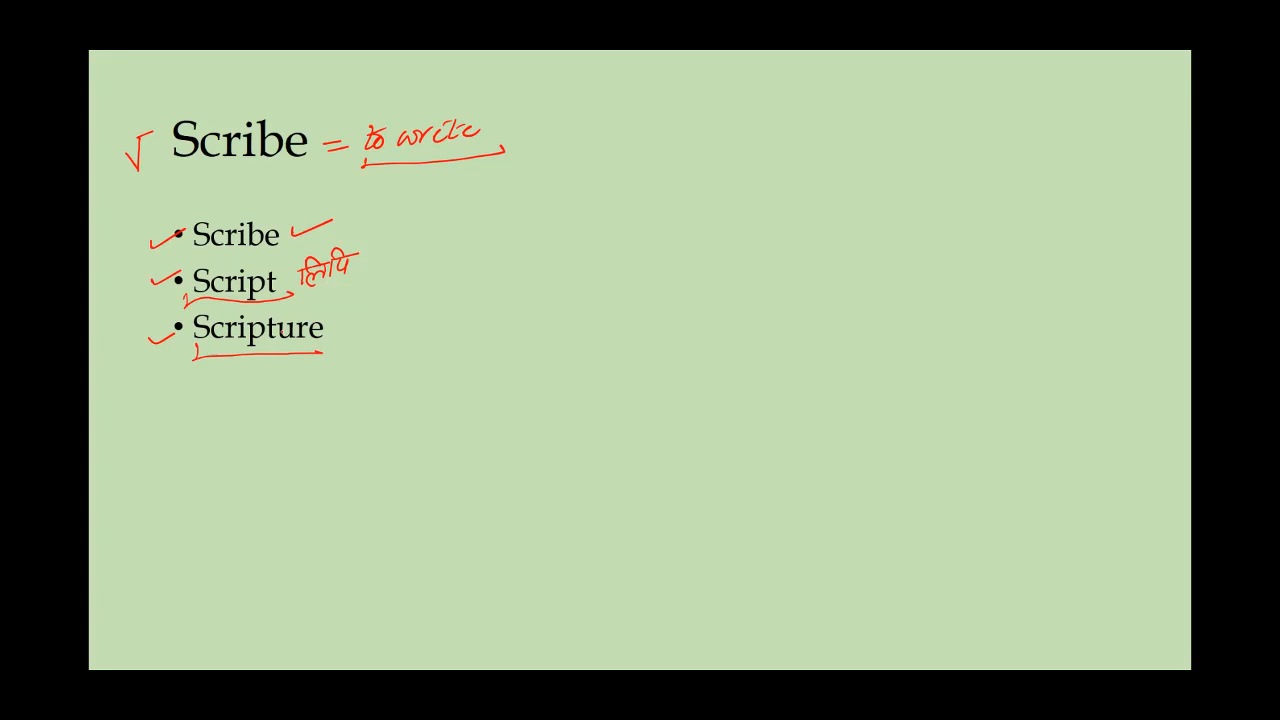 √ Scribe = to write
• Scribe
• Script लिपि
• Scripture